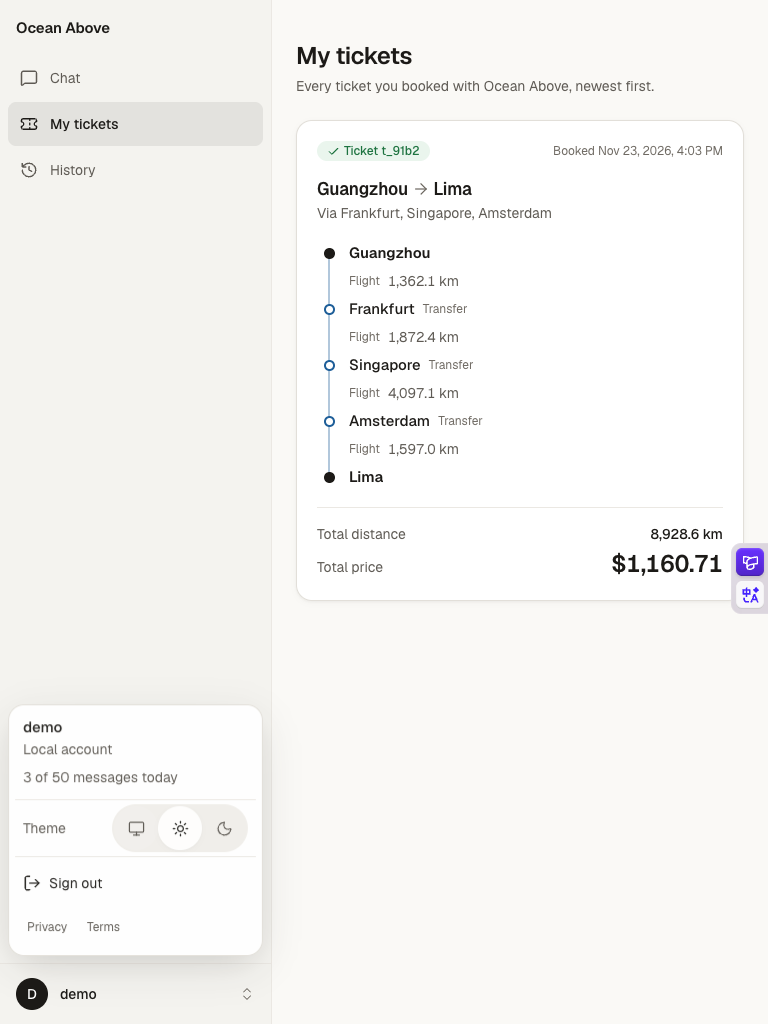 Ocean Above
Chat
My tickets
History
My tickets
Every ticket you booked with Ocean Above, newest first.
Ticket t_91b2
Booked Nov 23, 2026, 4:03 PM
Guangzhou → Lima
Via Frankfurt, Singapore, Amsterdam
Guangzhou
Flight 1,362.1 km
Frankfurt Transfer
Flight 1,872.4 km
Singapore Transfer
Flight 4,097.1 km
Amsterdam Transfer
Flight 1,597.0 km
Lima
Total distance 8,928.6 km
Total price $1,160.71
demo
Local account
3 of 50 messages today
Theme
Sign out
Privacy Terms
D demo